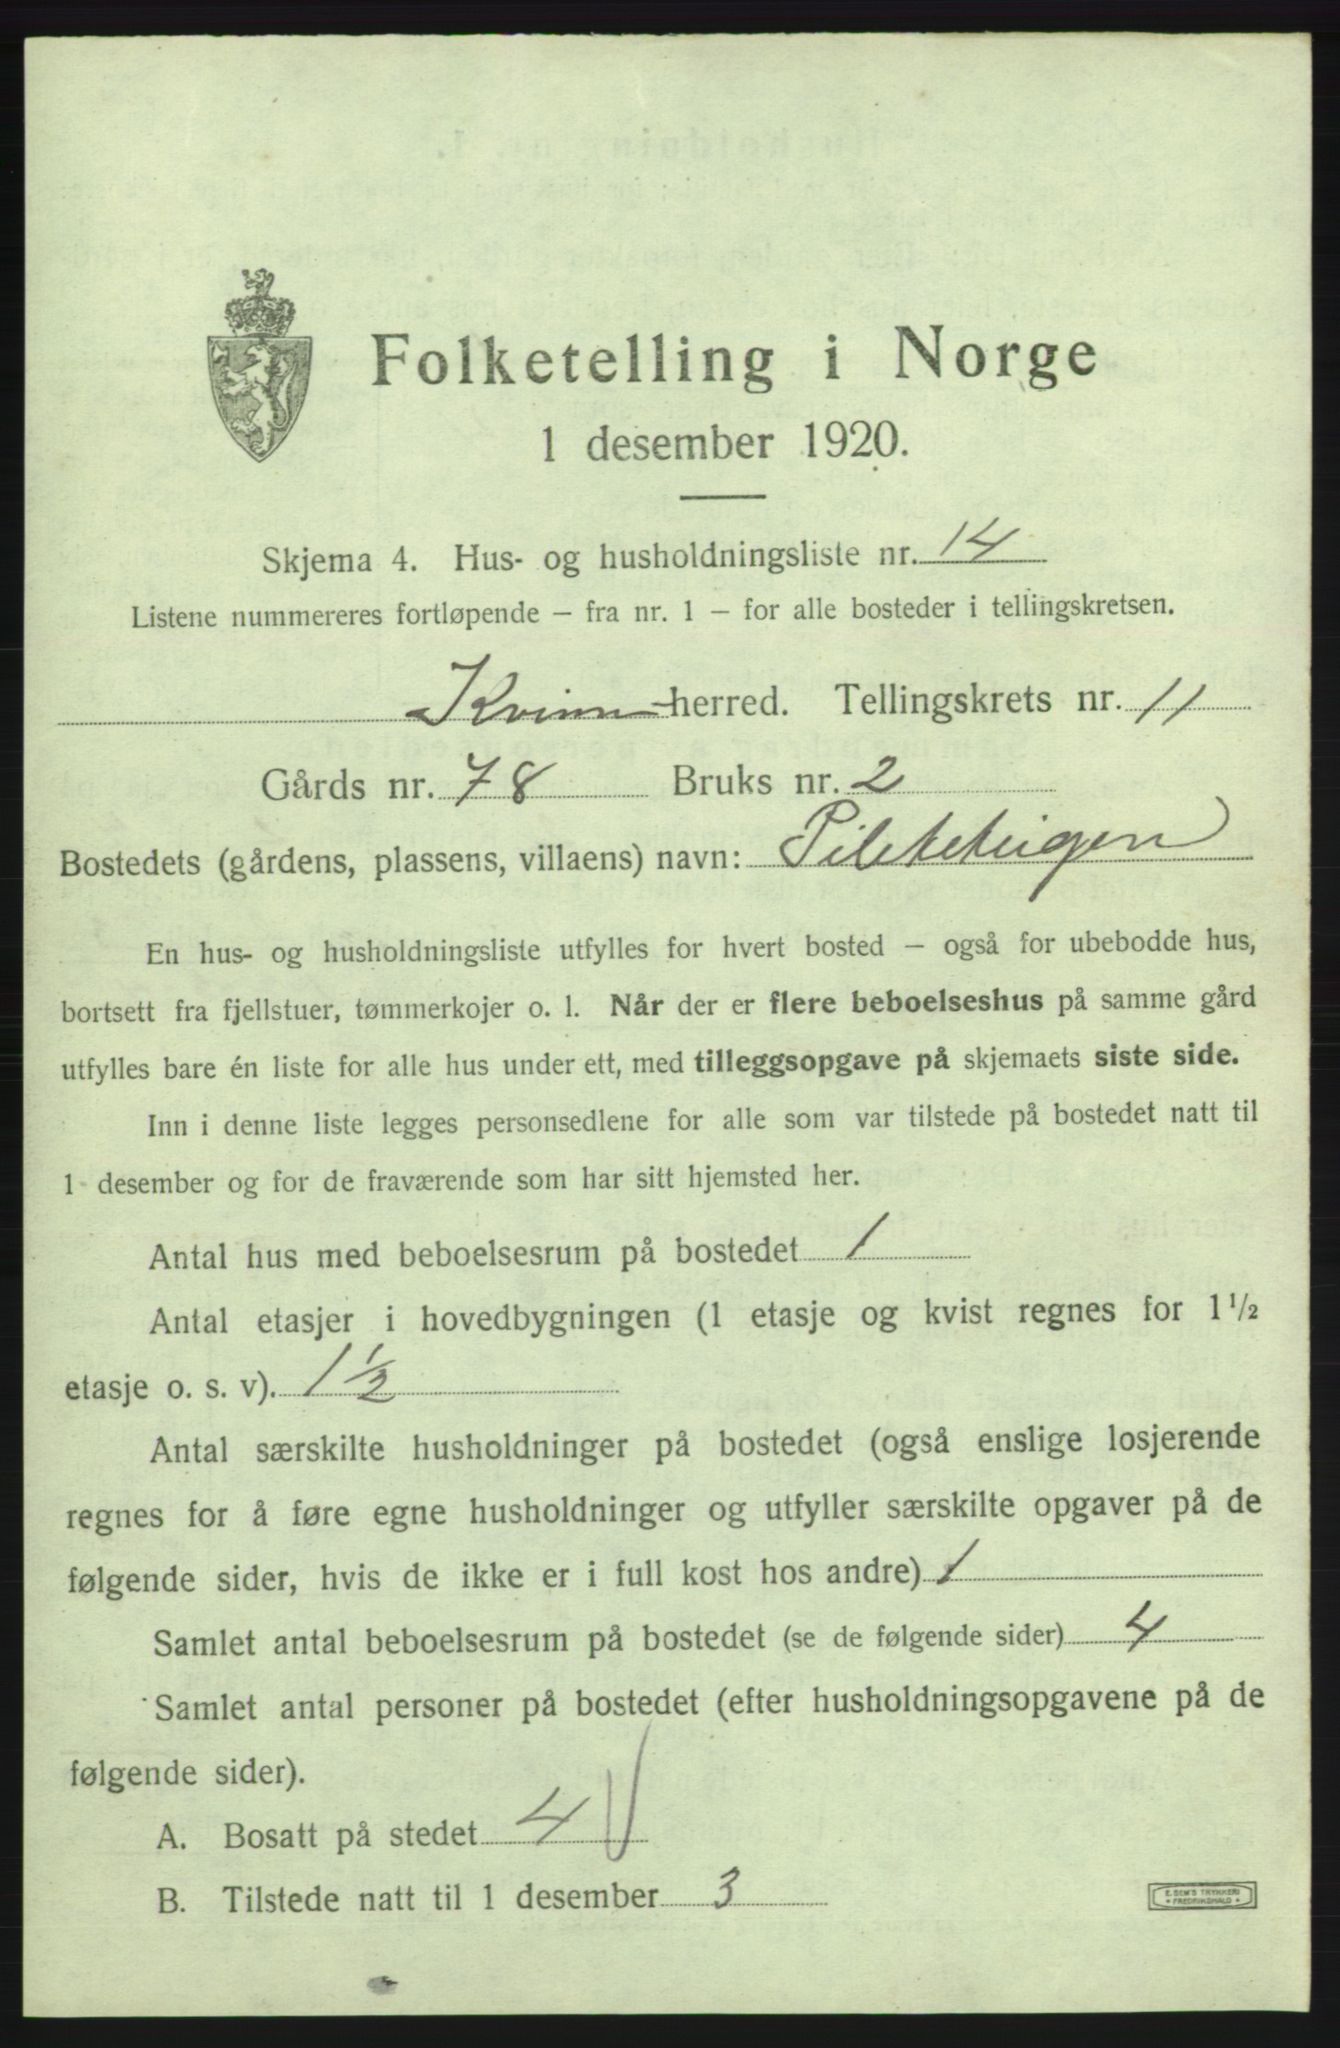 Folketelling i Norge
1 desember 1920.
Skjema 4. Hus- og husholdningsliste nr. 14
Listene nummereres fortløpende – fra nr. 1 – for alle bosteder i tellingskretsen.
Kvinn-herred. Tellingskrets nr. 11
Gårds nr. 78 Bruks nr. 2
Bostedets (gårdens, plassens, villaens) navn:
En hus- og husholdningsliste utfylles for hvert bosted – også for ubebodde hus,
bortsett fra fjellstuer, tømmerkojer o. l. Når der er flere beboelseshus på samme gård
utfylles bare én liste for alle hus under ett, med tilleggsopgave på skjemaets siste side.
Inn i denne liste legges personsedlene for alle som var tilstede på bostedet natt til
1 desember og for de fraværende som har sitt hjemsted her.
Antal hus med beboelsesrum på bostedet 1
Antal etasjer i hovedbygningen (1 etasje og kvist regnes for 1 1/2
etasje o. s. v). 1 1/2
Antal særskilte husholdninger på bostedet (også enslige losjerende
regnes for å føre egne husholdninger og utfyller særskilte opgaver på de
følgende sider, hvis de ikke er i full kost hos andre) 1
Samlet antal beboelsesrum på bostedet (se de følgende sider) 4
Samlet antal personer på bostedet (efter husholdningsopgavene på de
følgende sider).
A. Bosatt på stedet 4
B. Tilstede natt til 1 desember 3
E. SEM'S TRYKKERI
• FREDRIKSHALD •